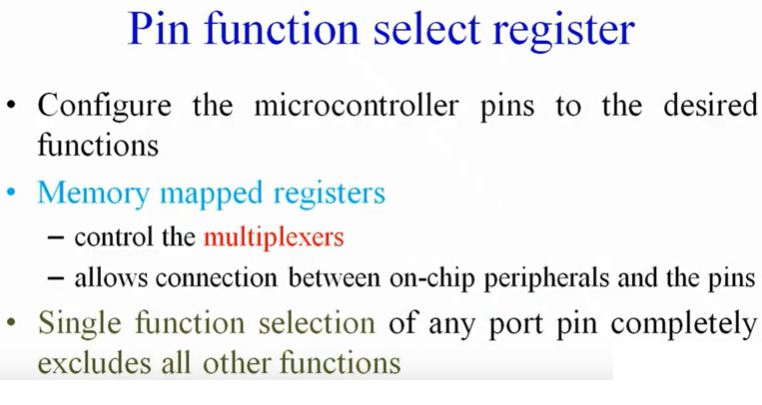 Pin function select register
• Configure the microcontroller pins to the desired
functions
• Memory mapped registers
– control the multiplexers
– allows connection between on-chip peripherals and the pins
• Single function selection of any port pin completely
excludes all other functions